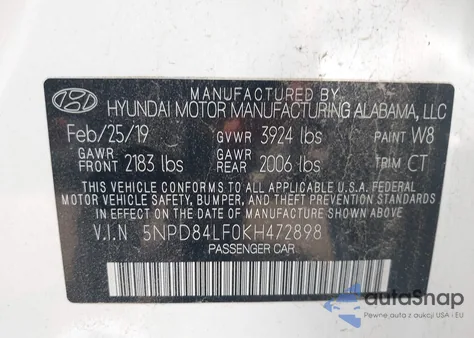 MANUFACTURED BY
HYUNDAI MOTOR MANUFACTURING ALABAMA, LLC
Feb/25/19 GVWR 3924 lbs PAINT W8
GAWR FRONT 2183 lbs GAWR REAR 2006 lbs TRIM CT
THIS VEHICLE CONFORMS TO ALL APPLICABLE U.S.A. FEDERAL
MOTOR VEHICLE SAFETY, BUMPER, AND THEFT PREVENTION
STANDARDS IN EFFECT ON THE DATE OF MANUFACTURE SHOWN ABOVE.
V.I.N 5NPD84LF0KH472898
PASSENGER CAR
autaSnap
Pewne auta z aukcji USA i EU